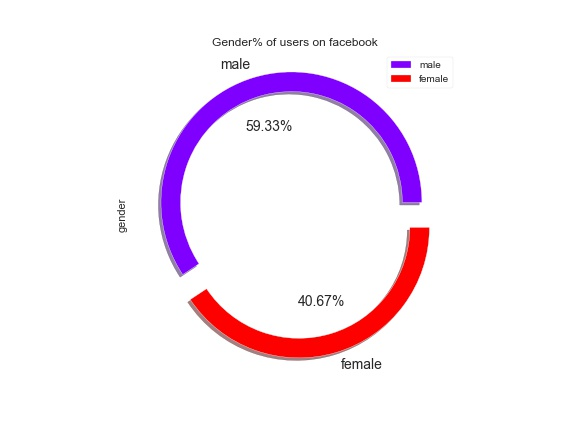 Gender% of users on facebook
male
male
female
59.33%
gender
40.67%
female